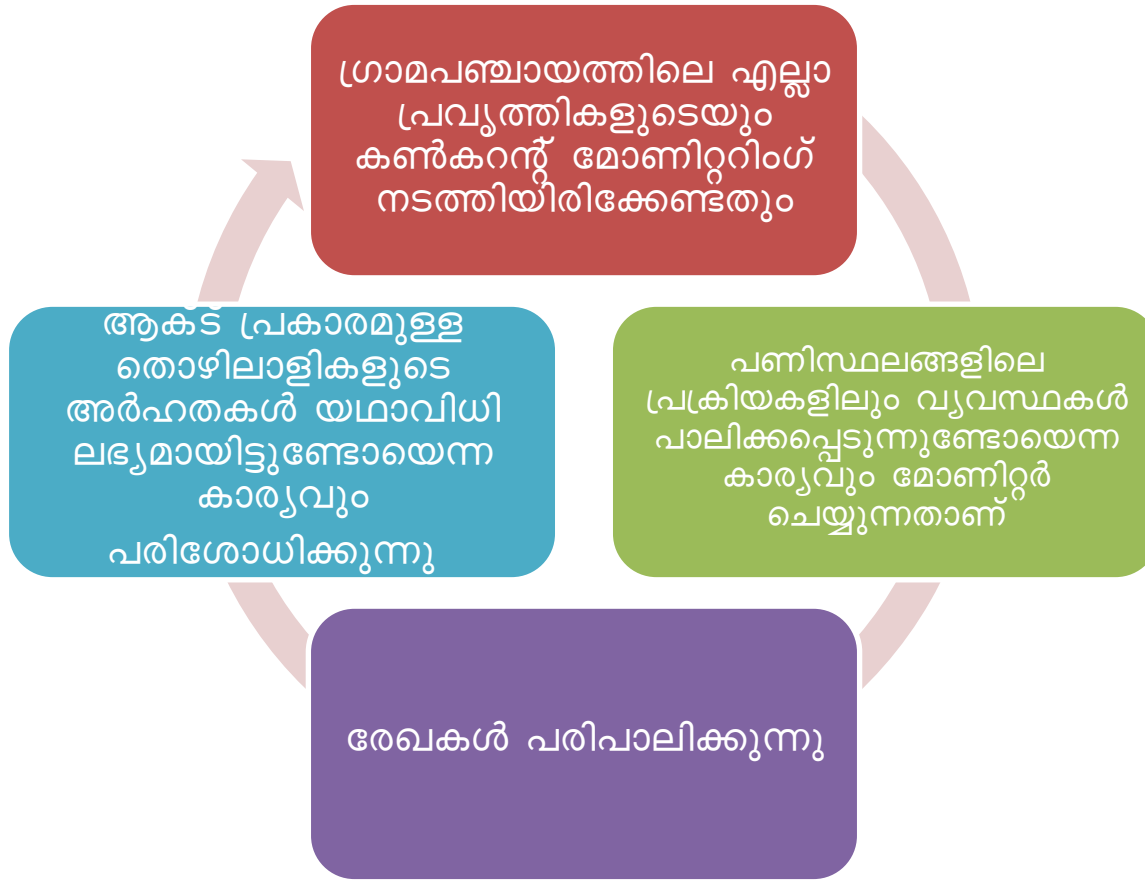 ഗ്രാമപഞ്ചായത്തിലെ എല്ലാ
പ്രവൃത്തികളുടെയും
കൺകറന്റ് മോണിറ്ററിംഗ്
നടത്തിയിരിക്കേണ്ടതും
പണിസ്ഥലങ്ങളിലെ
പ്രക്രിയകളിലും വ്യവസ്ഥകൾ
പാലിക്കപ്പെടുന്നുണ്ടോയെന്ന
കാര്യവും മോണിറ്റർ
ചെയ്യുന്നതാണ്
രേഖകൾ പരിപാലിക്കുന്നു
ആക്ട് പ്രകാരമുള്ള
തൊഴിലാളികളുടെ
അർഹതകൾ യഥാവിധി
ലഭ്യമായിട്ടുണ്ടോയെന്ന
കാര്യവും
പരിശോധിക്കുന്നു